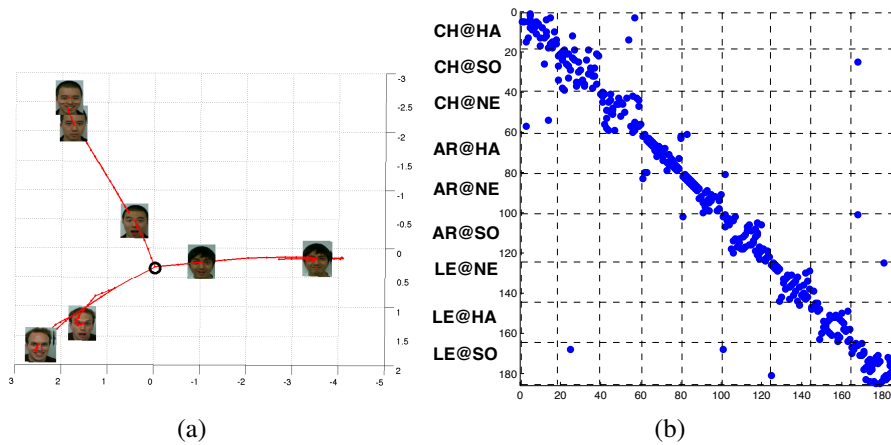 -3
-2.5
-2
-1.5
-1
-0.5
0
0.5
1
1.5
2
3 2 1 0 -1 -2 -3 -4 -5
(a)
CH@HA
CH@SO
CH@NE
AR@HA
AR@NE
AR@SO
LE@NE
LE@HA
LE@SO
0
20
40
60
80
100
120
140
160
180
0 20 40 60 80 100 120 140 160 180
(b)